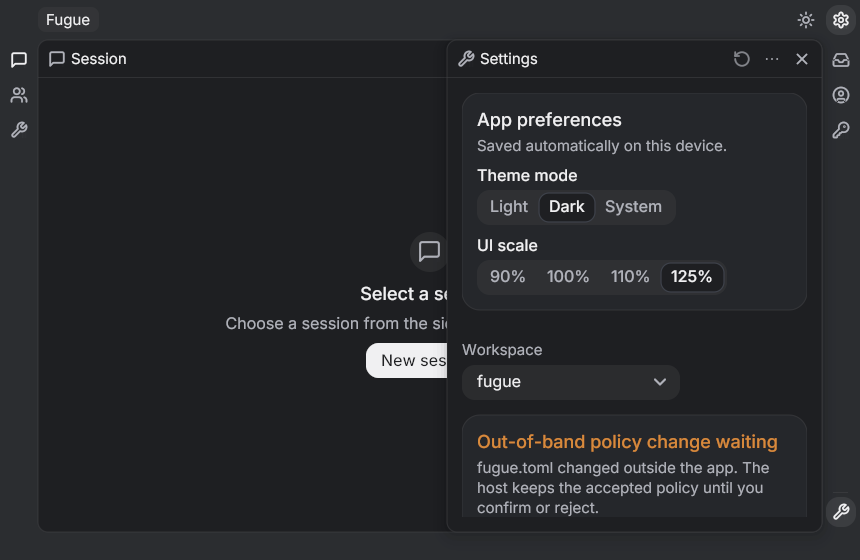 Fugue
Session
Settings
App preferences
Saved automatically on this device.
Theme mode
Light Dark System
UI scale
90% 100% 110% 125%
Select a se
Choose a session from the si
New ses
Workspace
fugue
Out-of-band policy change waiting
fugue.toml changed outside the app. The
host keeps the accepted policy until you
confirm or reject.